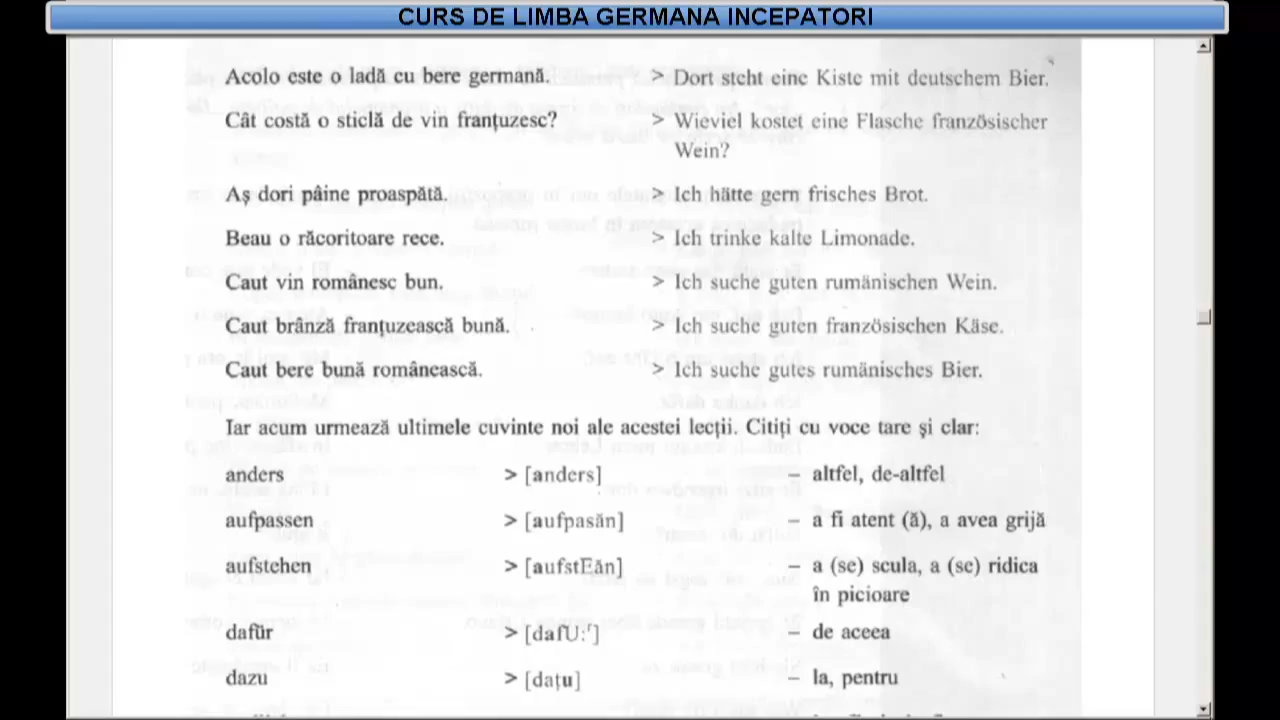 CURS DE LIMBA GERMANA INCEPATORI
Acolo este o ladă cu bere germană. > Dort steht eine Kiste mit deutschem Bier.
Cât costă o sticlă de vin franțuzesc? > Wieviel kostet eine Flasche französischer
Wein?
Aș dori pâine proaspătă. > Ich hätte gern frisches Brot.
Beau o răcoritoare rece. > Ich trinke kalte Limonade.
Caut vin românesc bun. > Ich suche guten rumänischen Wein.
Caut brânză franțuzească bună. > Ich suche guten französischen Käse.
Caut bere bună românească. > Ich suche gutes rumänisches Bier.
Iar acum urmează ultimele cuvinte noi ale acestei lecții. Citiți cu voce tare și clar:
anders > [anders] – altfel, de-altfel
aufpassen > [aufpasăn] – a fi atent (ă), a avea grijă
aufstehen > [aufstEăn] – a (se) scula, a (se) ridica
în picioare
dafür > [dafU:ʳ] – de aceea
dazu > [dațu] – la, pentru